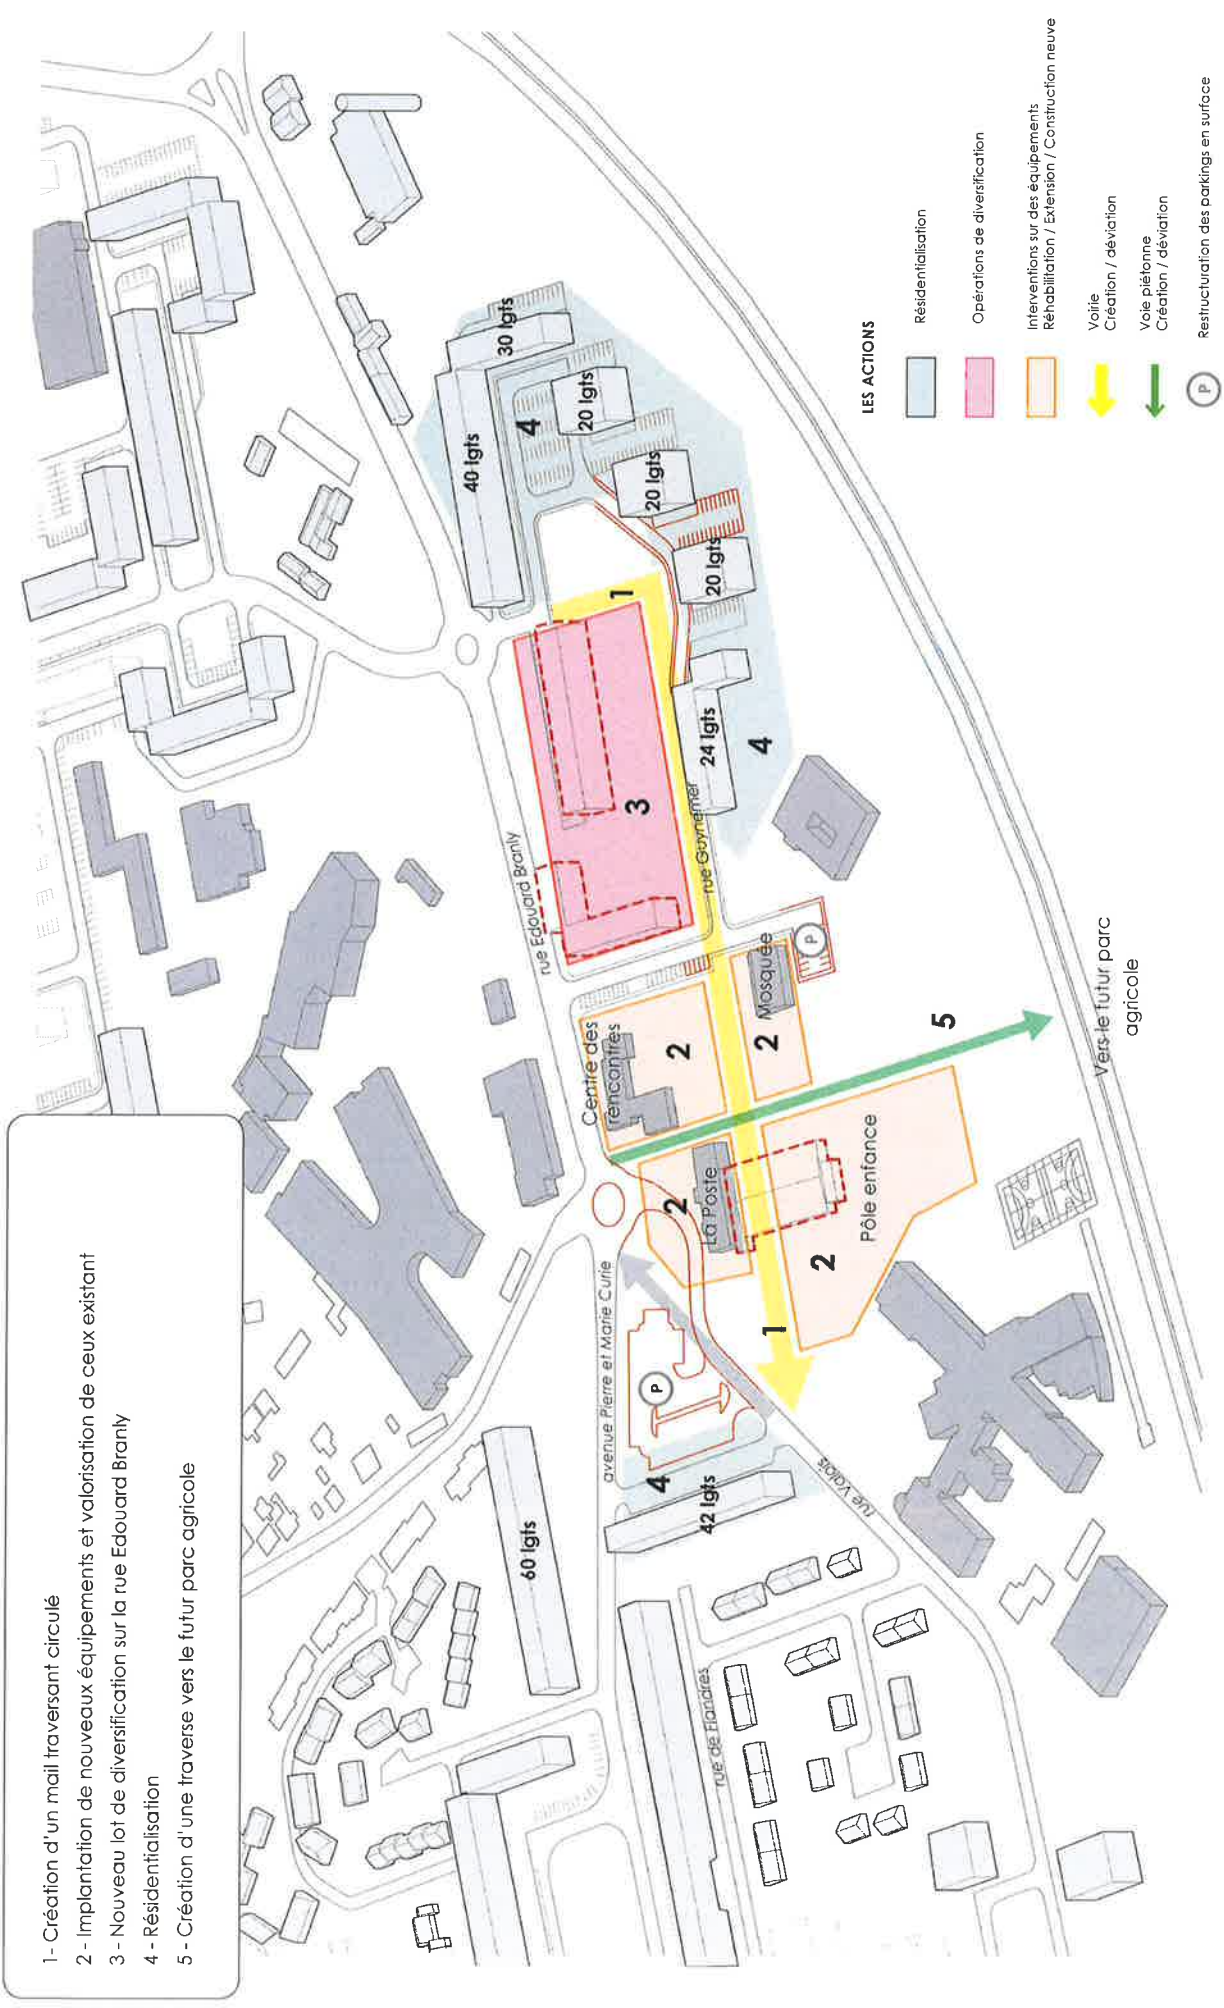 1- Création d'un mail traversant circulé
2 - Implantation de nouveaux équipements et valorisation de ceux existant
3 - Nouveau lot de diversification sur la rue Edouard Branly
4 - Résidentialisation
5 - Création d'une traverse vers le futur parc agricole
60 lgts
avenue Pierre et Marie Curie
P
4
42 lgts
rue de Flandres
rue Valois
1
2
La Poste
2
Pôle enfance
Centre des
rencontres
2
2
Mosquée
P
5
Vers le futur parc
agricole
rue Edouard Branly
3
rue Guynemer
1
24 lgts
4
40 lgts
30 lgts
4
20 lgts
20 lgts
20 lgts
LES ACTIONS
Résidentialisation
Opérations de diversification
Interventions sur des équipements
Réhabilitation / Extension / Construction neuve
Voirie
Création / déviation
Voie piétonne
Création / déviation
P
Restructuration des parkings en surface